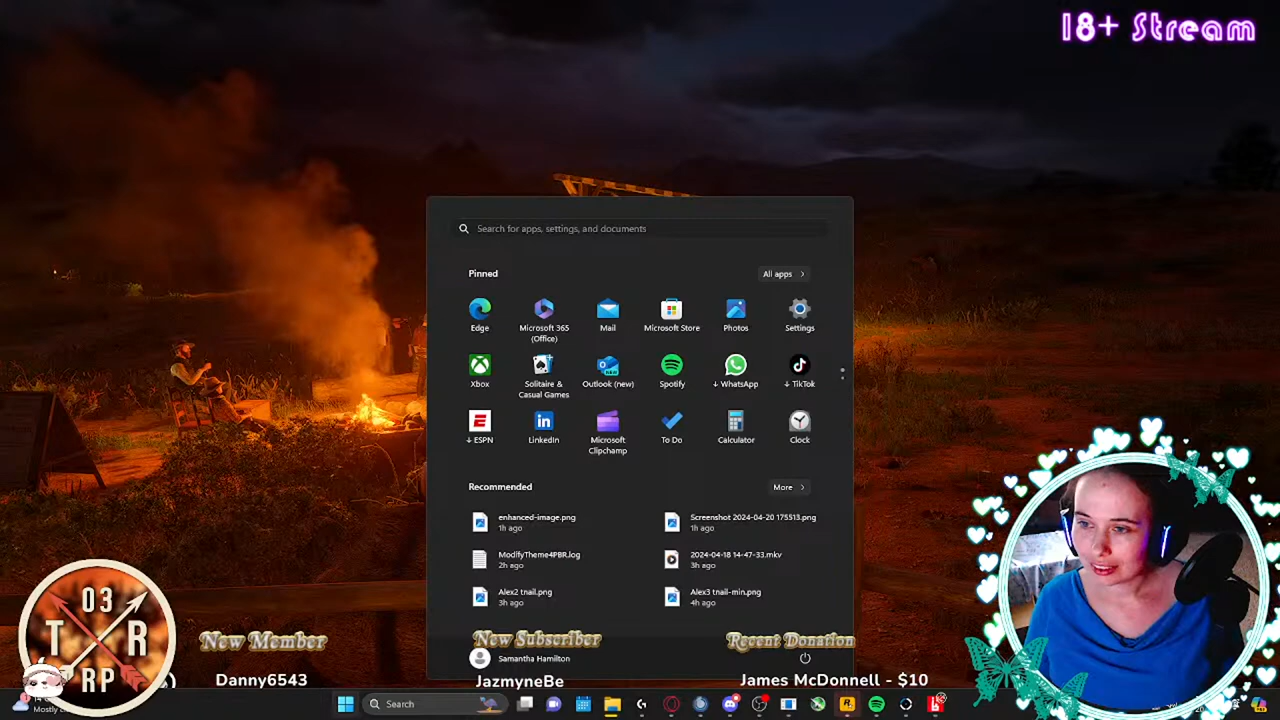 18+ Stream
Search for apps, settings, and documents
Pinned
All apps
Edge
Microsoft 365
(Office)
Mail
Microsoft Store
Photos
Settings
Xbox
Solitaire &
Casual Games
Outlook (new)
Spotify
WhatsApp
TikTok
ESPN
LinkedIn
Microsoft
Clipchamp
To Do
Calculator
Clock
Recommended
More
enhanced-image.png
1h ago
Screenshot 2024-04-20 175513.png
1h ago
ModifyTheme4PBR.log
2h ago
2024-04-18 14-47-33.mkv
3h ago
Alex2 tnail.png
3h ago
Alex3 tnail-min.png
4h ago
03
T R
RP
New Member
Danny6543
New Subscriber
Samantha Hamilton
JazmyneBe
Recent Donation
James McDonnell - $10
Search